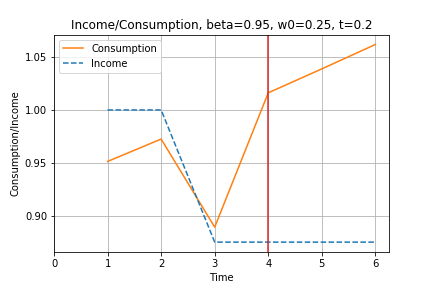 Income/Consumption, beta=0.95, w0=0.25, t=0.2
Consumption
Income
Consumption/Income
1.05
1.00
0.95
0.90
0 1 2 3 4 5 6
Time